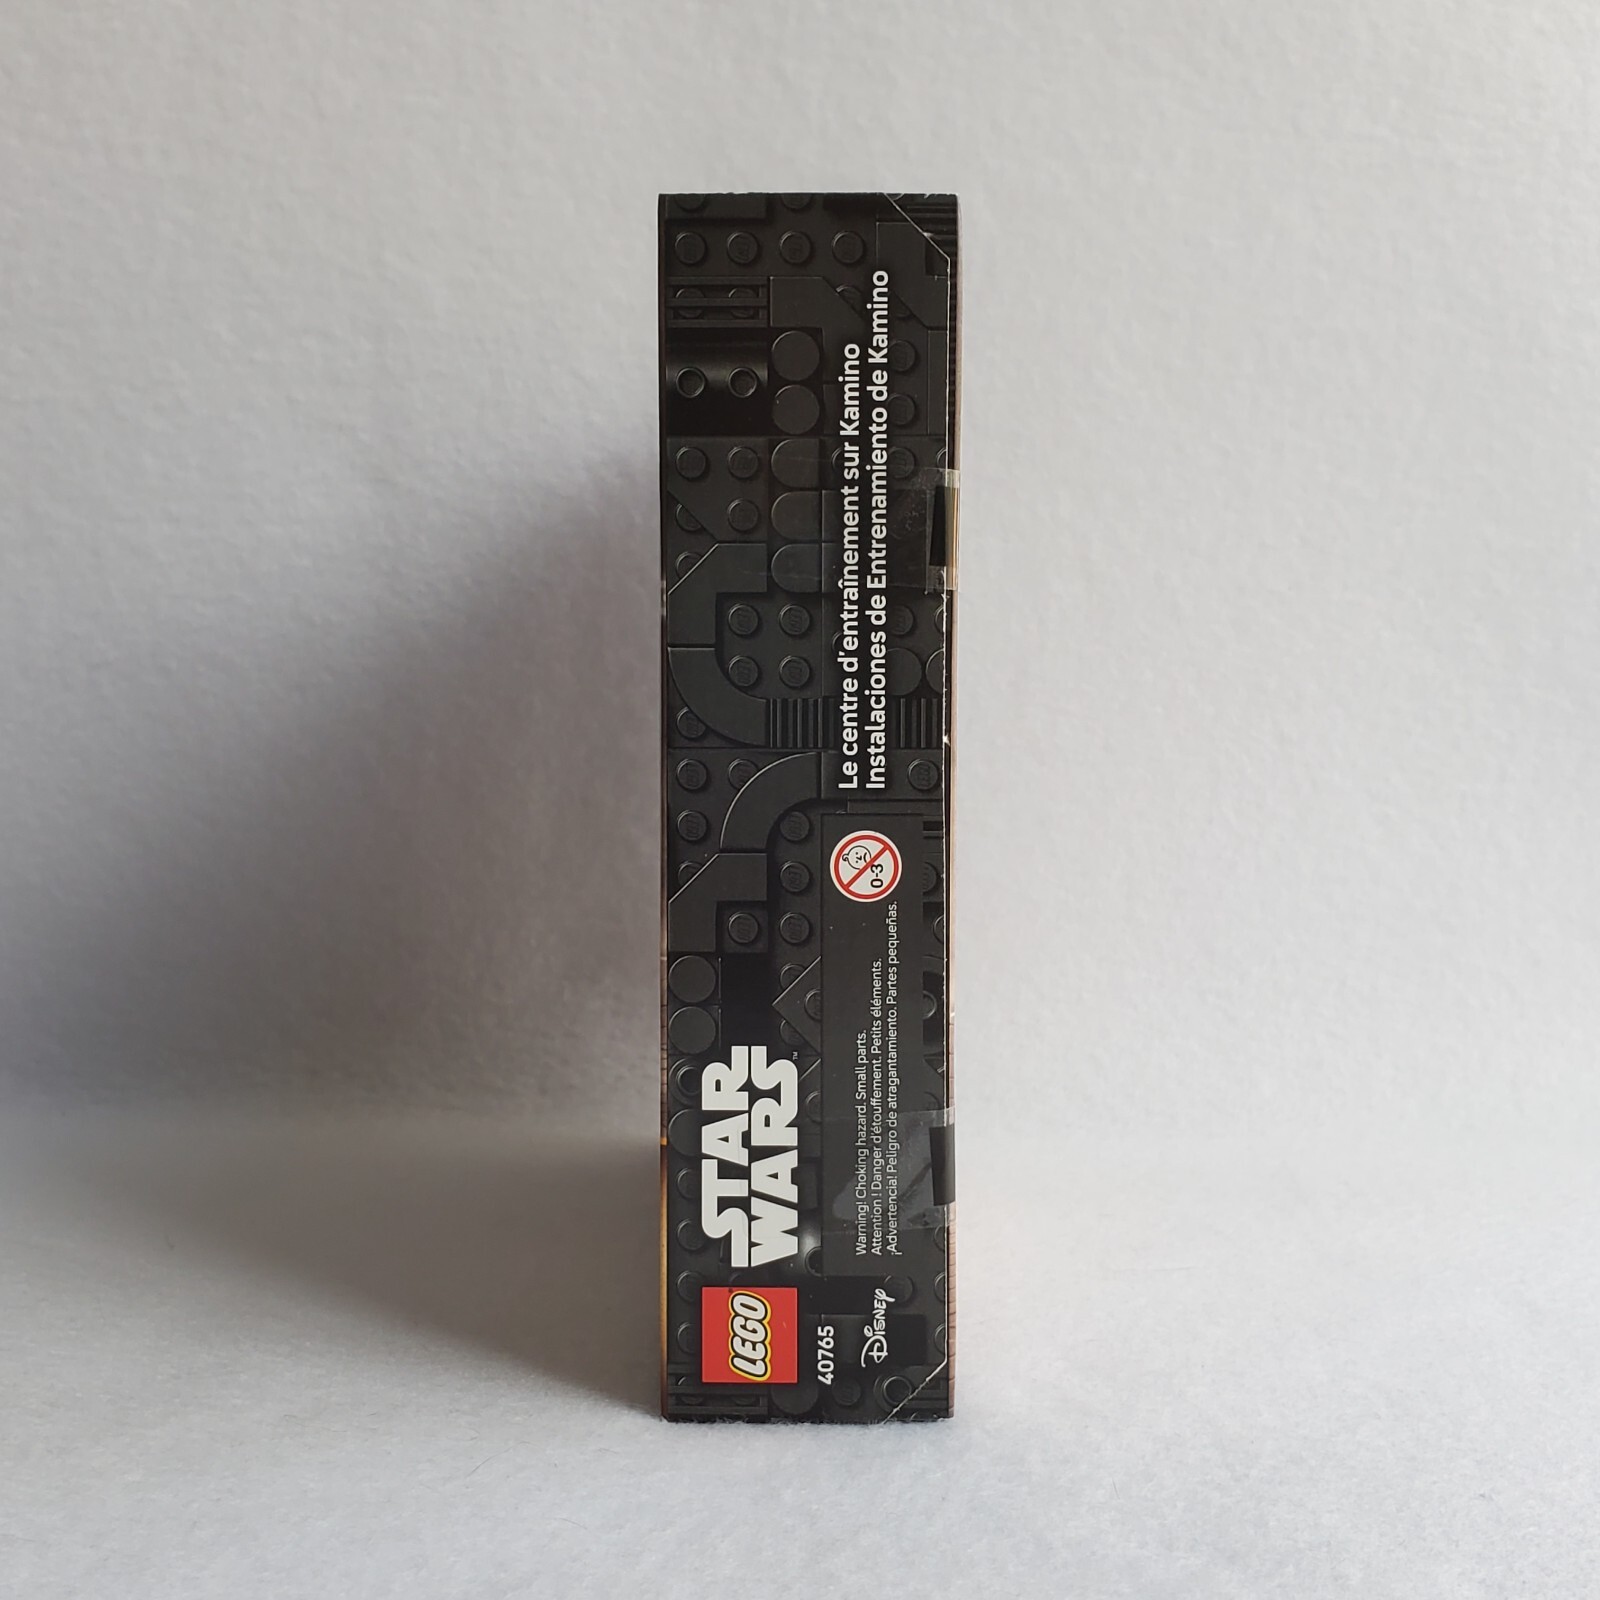 LEGO
STAR
WARS™
40765
Disney
Warning! Choking hazard. Small parts.
Attention ! Danger d'étouffement. Petits éléments.
¡Advertencia! Peligro de atragantamiento. Partes pequeñas.
0-3
Le centre d'entraînement sur Kamino
Instalaciones de Entrenamiento de Kamino